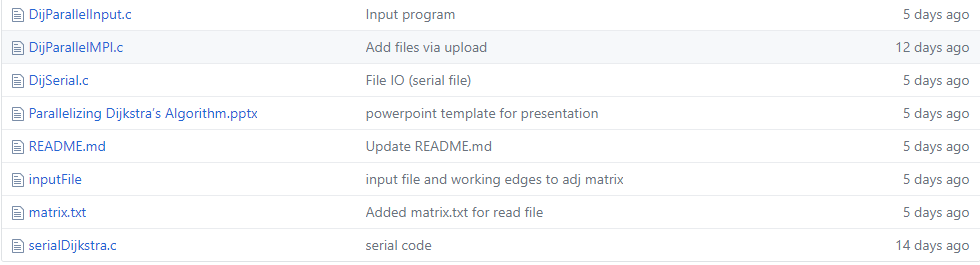 DijParallelInput.c Input program 5 days ago
DijParallelMPI.c Add files via upload 12 days ago
DijSerial.c File IO (serial file) 5 days ago
Parallelizing Dijkstra's Algorithm.pptx powerpoint template for presentation 5 days ago
README.md Update README.md 5 days ago
inputFile input file and working edges to adj matrix 5 days ago
matrix.txt Added matrix.txt for read file 5 days ago
serialDijkstra.c serial code 14 days ago